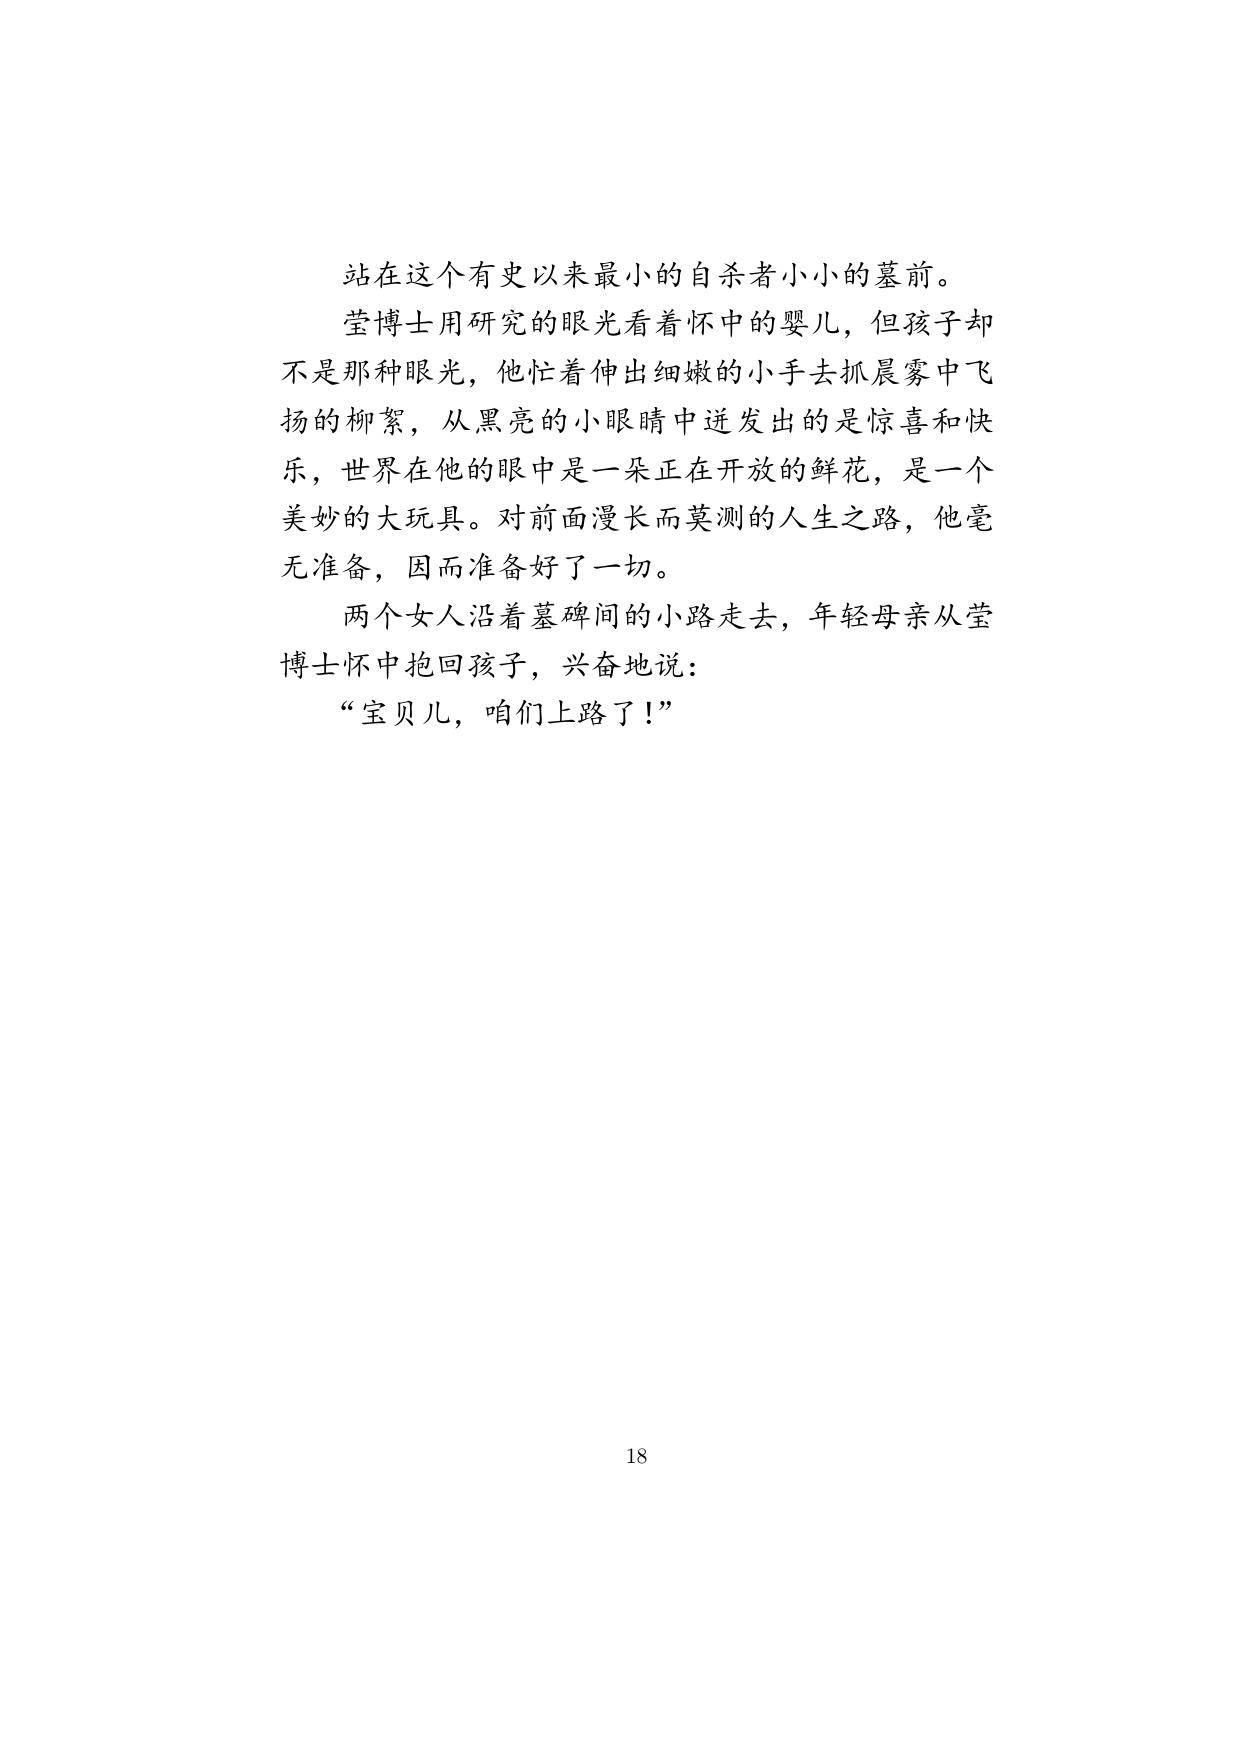 站在这个有史以来最小的自杀者小小的墓前。
莹博士用研究的眼光看着怀中的婴儿，但孩子却
不是那种眼光，他忙着伸出细嫩的小手去抓晨雾中飞
扬的柳絮，从黑亮的小眼睛中迸发出的是惊喜和快
乐，世界在他的眼中是一朵正在开放的鲜花，是一个
美妙的大玩具。对前面漫长而莫测的人生之路，他毫
无准备，因而准备好了一切。
两个女人沿着墓碑间的小路走去，年轻母亲从莹
博士怀中抱回孩子，兴奋地说：
“宝贝儿，咱们上路了！”
18